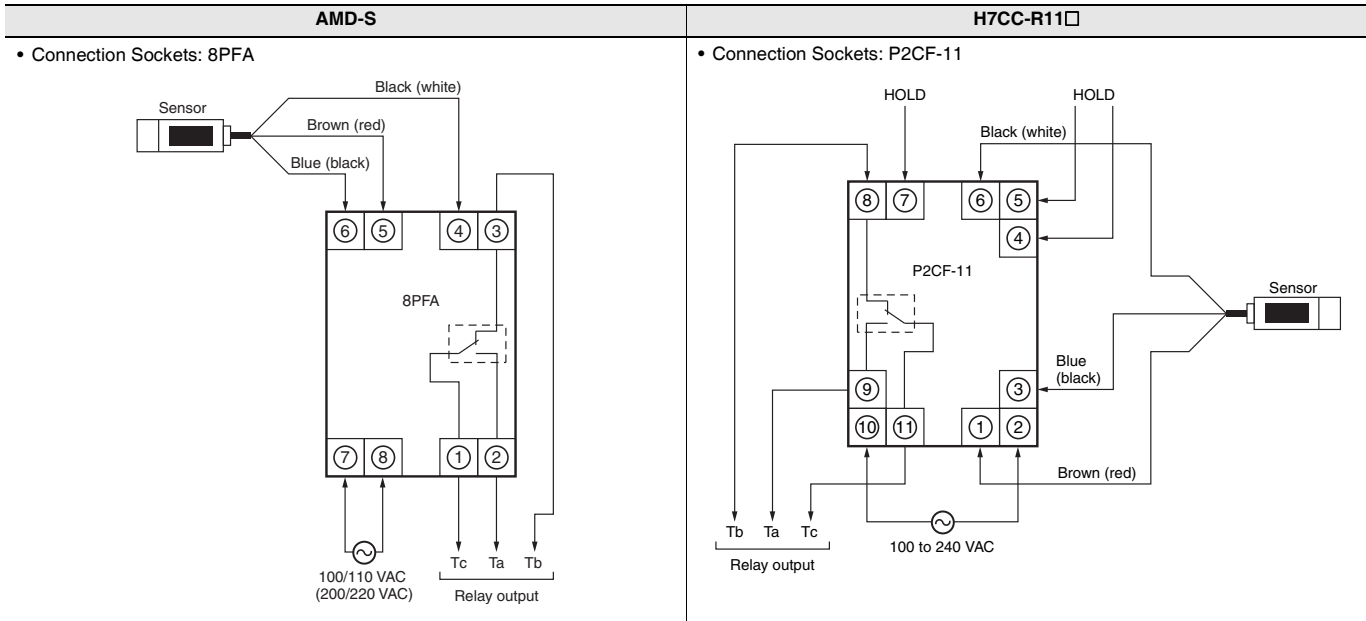 AMD-S
H7CC-R11□
• Connection Sockets: 8PFA
Sensor
Black (white)
Brown (red)
Blue (black)
⑥ ⑤ ④ ③
8PFA
⑦ ⑧ ① ②
Tc Ta Tb
100/110 VAC
(200/220 VAC)
Relay output
• Connection Sockets: P2CF-11
HOLD HOLD
Black (white)
⑧ ⑦ ⑥ ⑤
④
P2CF-11
Sensor
Blue
(black)
⑨ ③
⑩ ⑪ ① ②
Brown (red)
Tb Ta Tc
100 to 240 VAC
Relay output